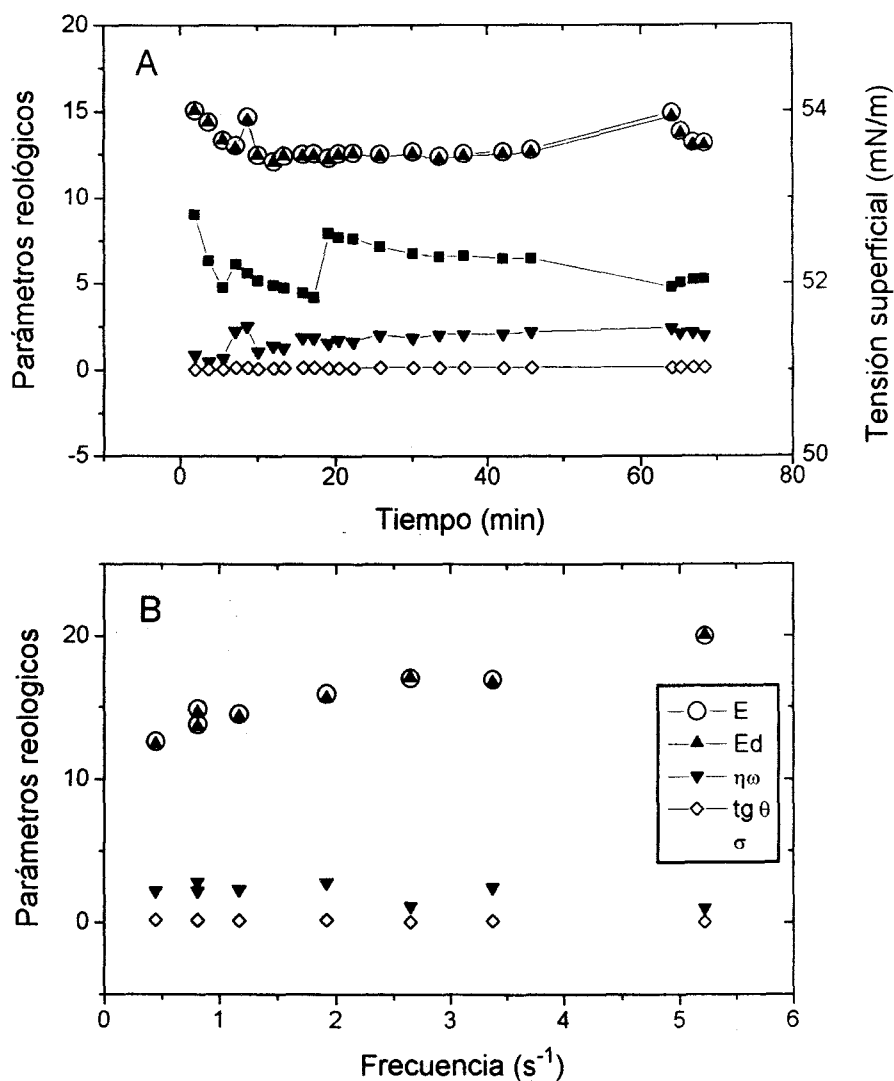 A
Parámetros reológicos
20
15
10
5
0
-5
54
52
50
Tensión superficial (mN/m)
0 20 40 60 80
Tiempo (min)
B
Parámetros reologicos
20
10
0
E
Ed
ηω
tg θ
σ
0 1 2 3 4 5 6
Frecuencia (s⁻¹)